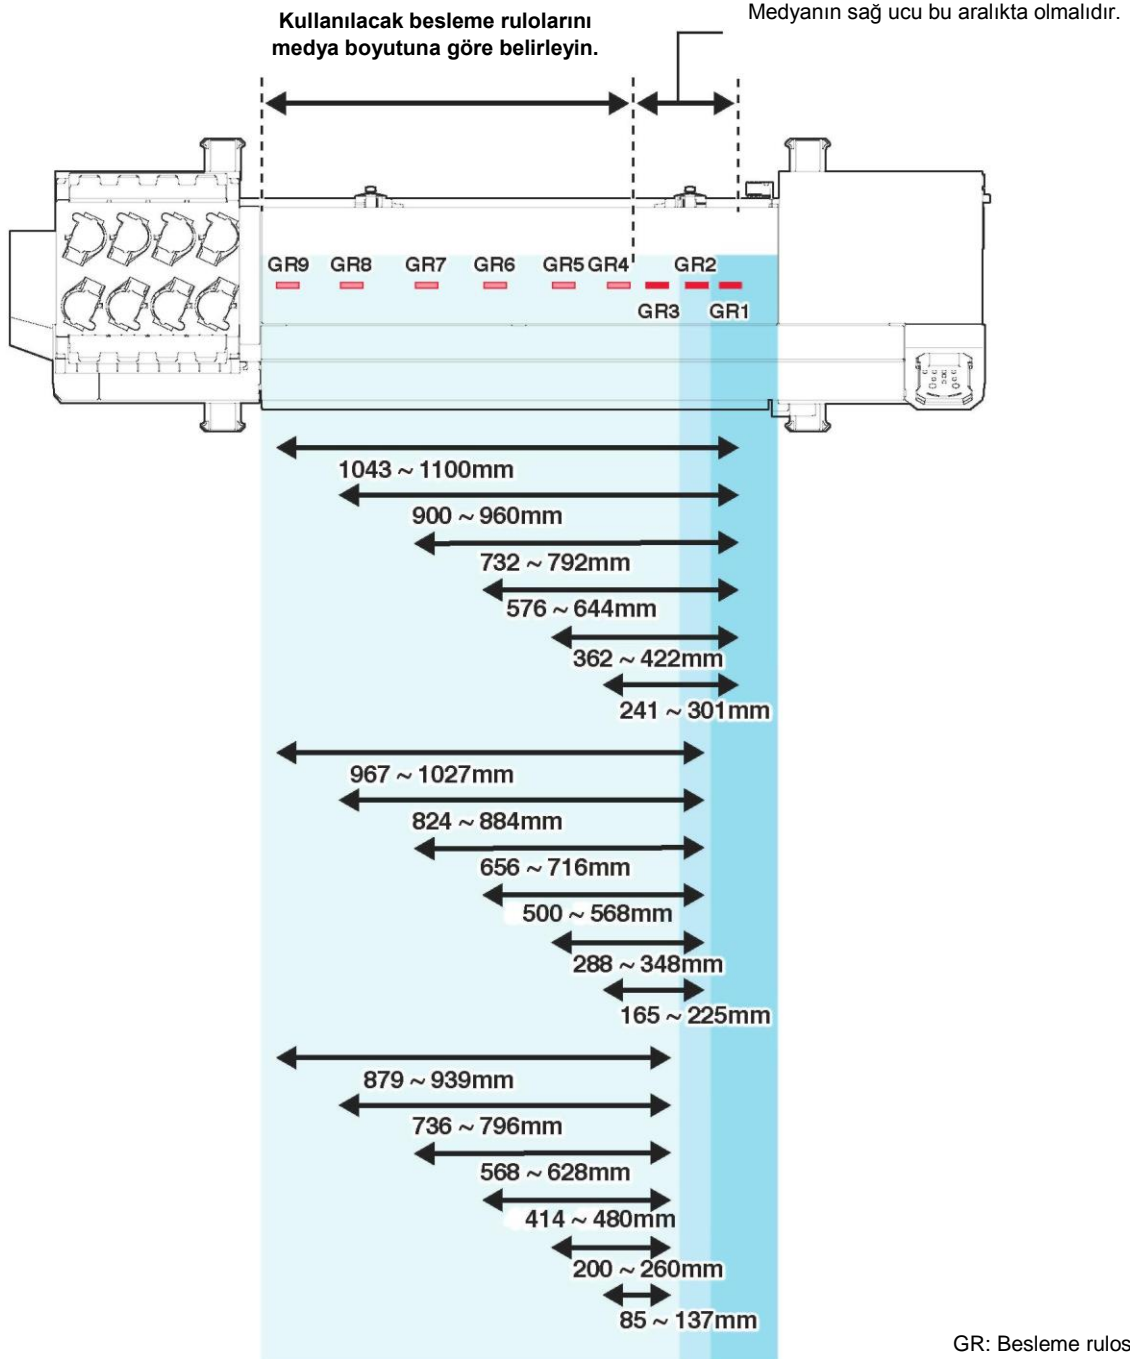 Medyanın sağ ucu bu aralıkta olmalıdır.
Kullanılacak besleme rulolarını
medya boyutuna göre belirleyin.
GR9 GR8 GR7 GR6 GR5 GR4 GR2
GR3 GR1
1043 ~ 1100mm
900 ~ 960mm
732 ~ 792mm
576 ~ 644mm
362 ~ 422mm
241 ~ 301mm
967 ~ 1027mm
824 ~ 884mm
656 ~ 716mm
500 ~ 568mm
288 ~ 348mm
165 ~ 225mm
879 ~ 939mm
736 ~ 796mm
568 ~ 628mm
414 ~ 480mm
200 ~ 260mm
85 ~ 137mm
GR: Besleme rulos